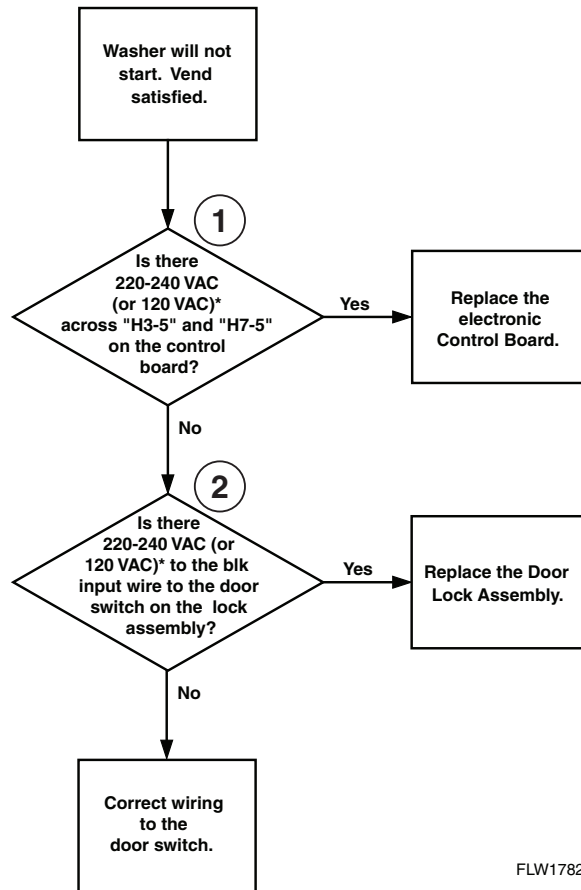 Washer will not
start. Vend
satisfied.
1
Is there
220-240 VAC
(or 120 VAC)*
across "H3-5" and "H7-5"
on the control
board?
Yes
Replace the
electronic
Control Board.
No
2
Is there
220-240 VAC (or
120 VAC)* to the blk
input wire to the door
switch on the lock
assembly?
Yes
Replace the Door
Lock Assembly.
No
Correct wiring
to the
door switch.
FLW1782